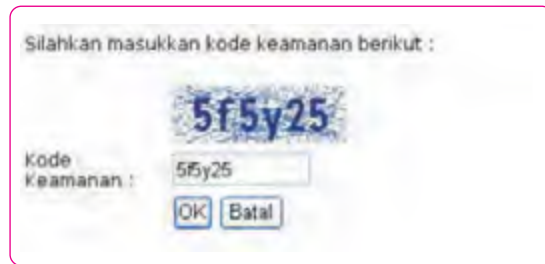 Silahkan masukkan kode keamanan berikut :
5f5y25
Kode
Keamanan :
5f5y25
OK Batal